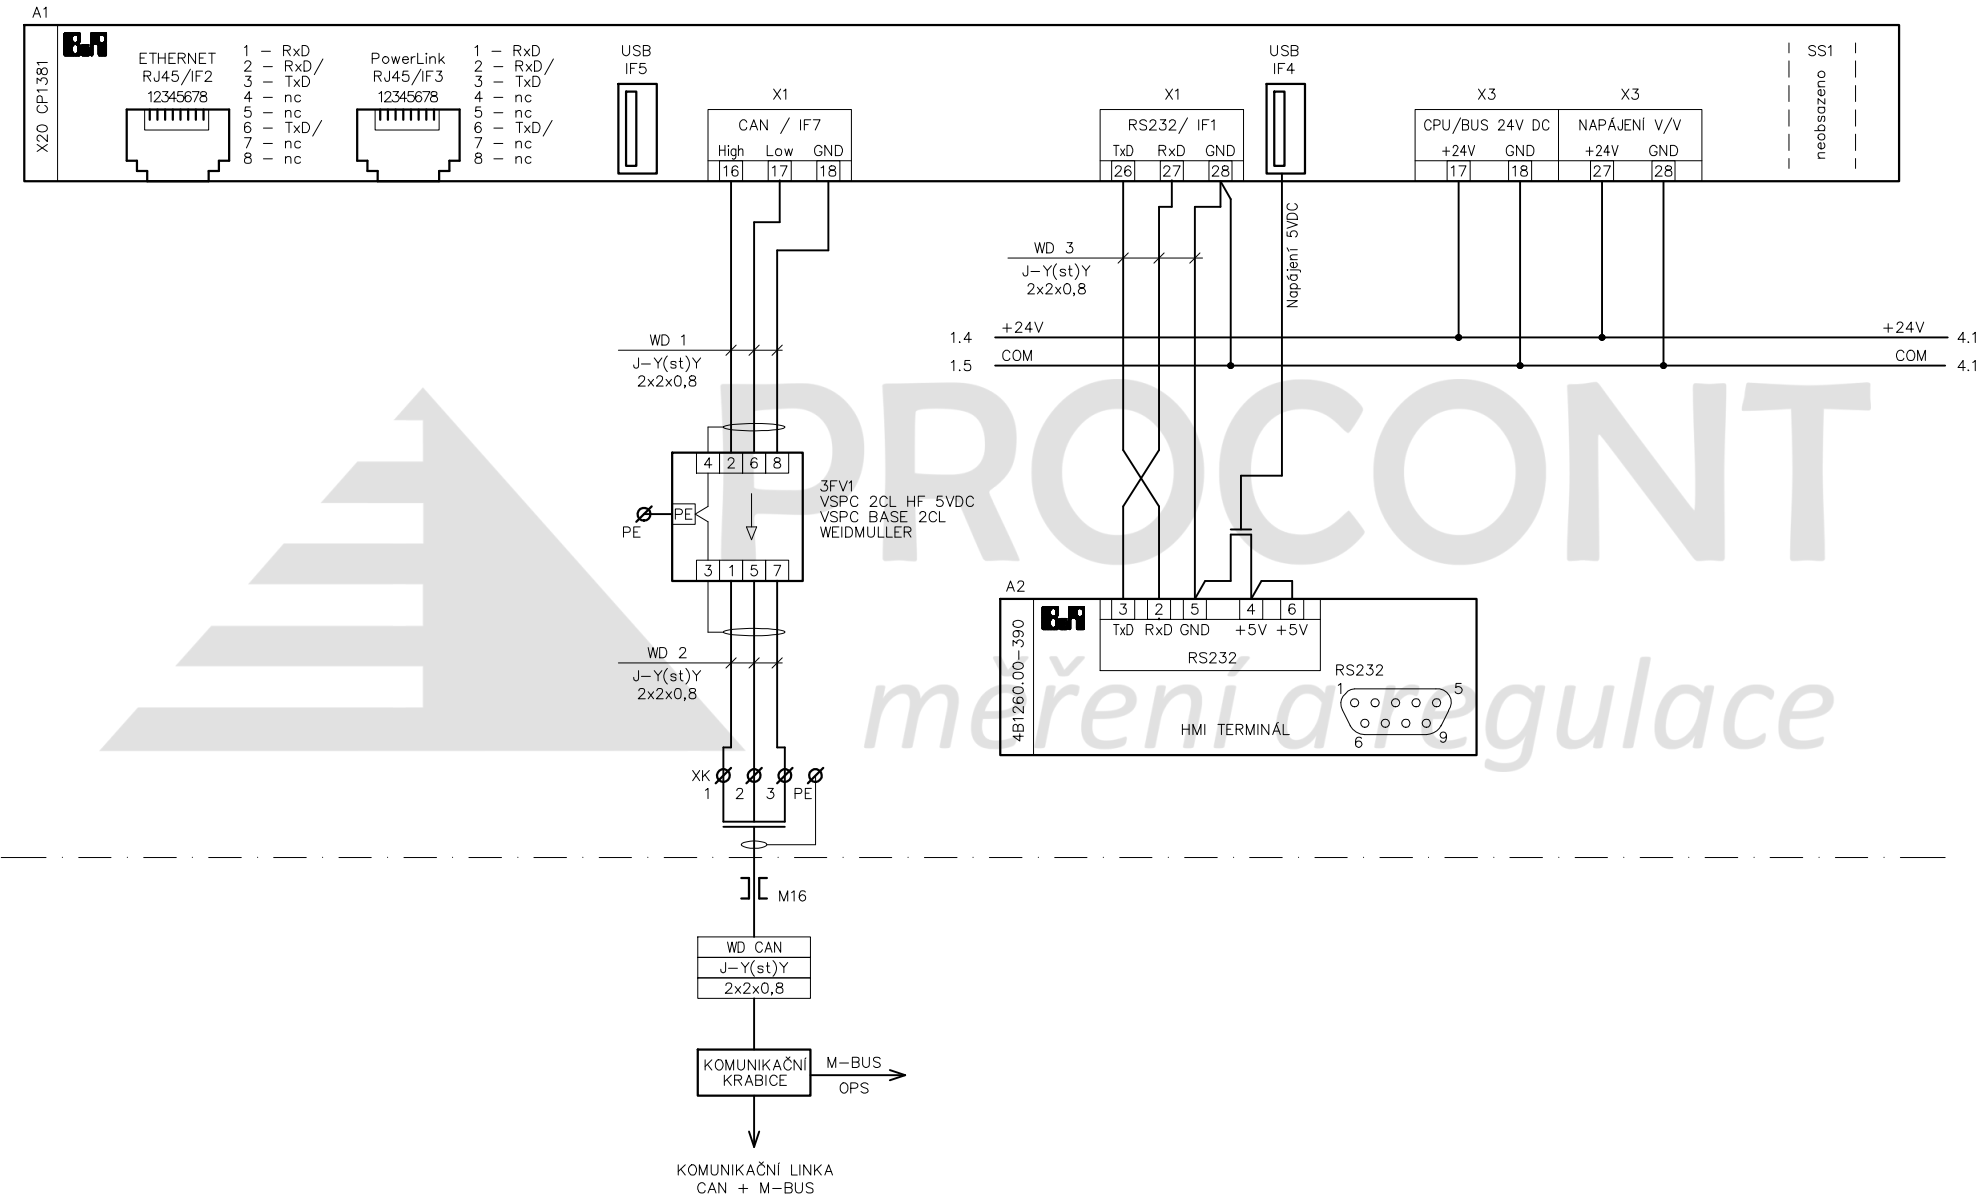 A1
X20 CP1381
B&R
ETHERNET
RJ45/IF2
12345678
1 – RxD
2 – RxD/
3 – TxD
4 – nc
5 – nc
6 – TxD/
7 – nc
8 – nc
PowerLink
RJ45/IF3
12345678
1 – RxD
2 – RxD/
3 – TxD
4 – nc
5 – nc
6 – TxD/
7 – nc
8 – nc
USB
IF5
X1
CAN / IF7
High Low GND
16 17 18
X1
RS232/ IF1
TxD RxD GND
26 27 28
USB
IF4
X3
CPU/BUS 24V DC
+24V GND
17 18
X3
NAPÁJENÍ V/V
+24V GND
27 28
SS1
neobsazeno
Napájení 5VDC
WD 3
J–Y(st)Y
2x2x0,8
1.4 +24V +24V 4.1
1.5 COM COM 4.1
WD 1
J–Y(st)Y
2x2x0,8
PROCONT
měření a regulace
4 2 6 8
PE PE
3FV1
VSPC 2CL HF 5VDC
VSPC BASE 2CL
WEIDMULLER
3 1 5 7
A2
4B1260.00–390
B&R
3 2 5 4 6
TxD RxD GND +5V +5V
RS232
RS232
1 5
6 9
HMI TERMINÁL
WD 2
J–Y(st)Y
2x2x0,8
XK
1 2 3 PE
M16
WD CAN
J–Y(st)Y
2x2x0,8
KOMUNIKAČNÍ
KRABICE
M–BUS
OPS
KOMUNIKAČNÍ LINKA
CAN + M–BUS